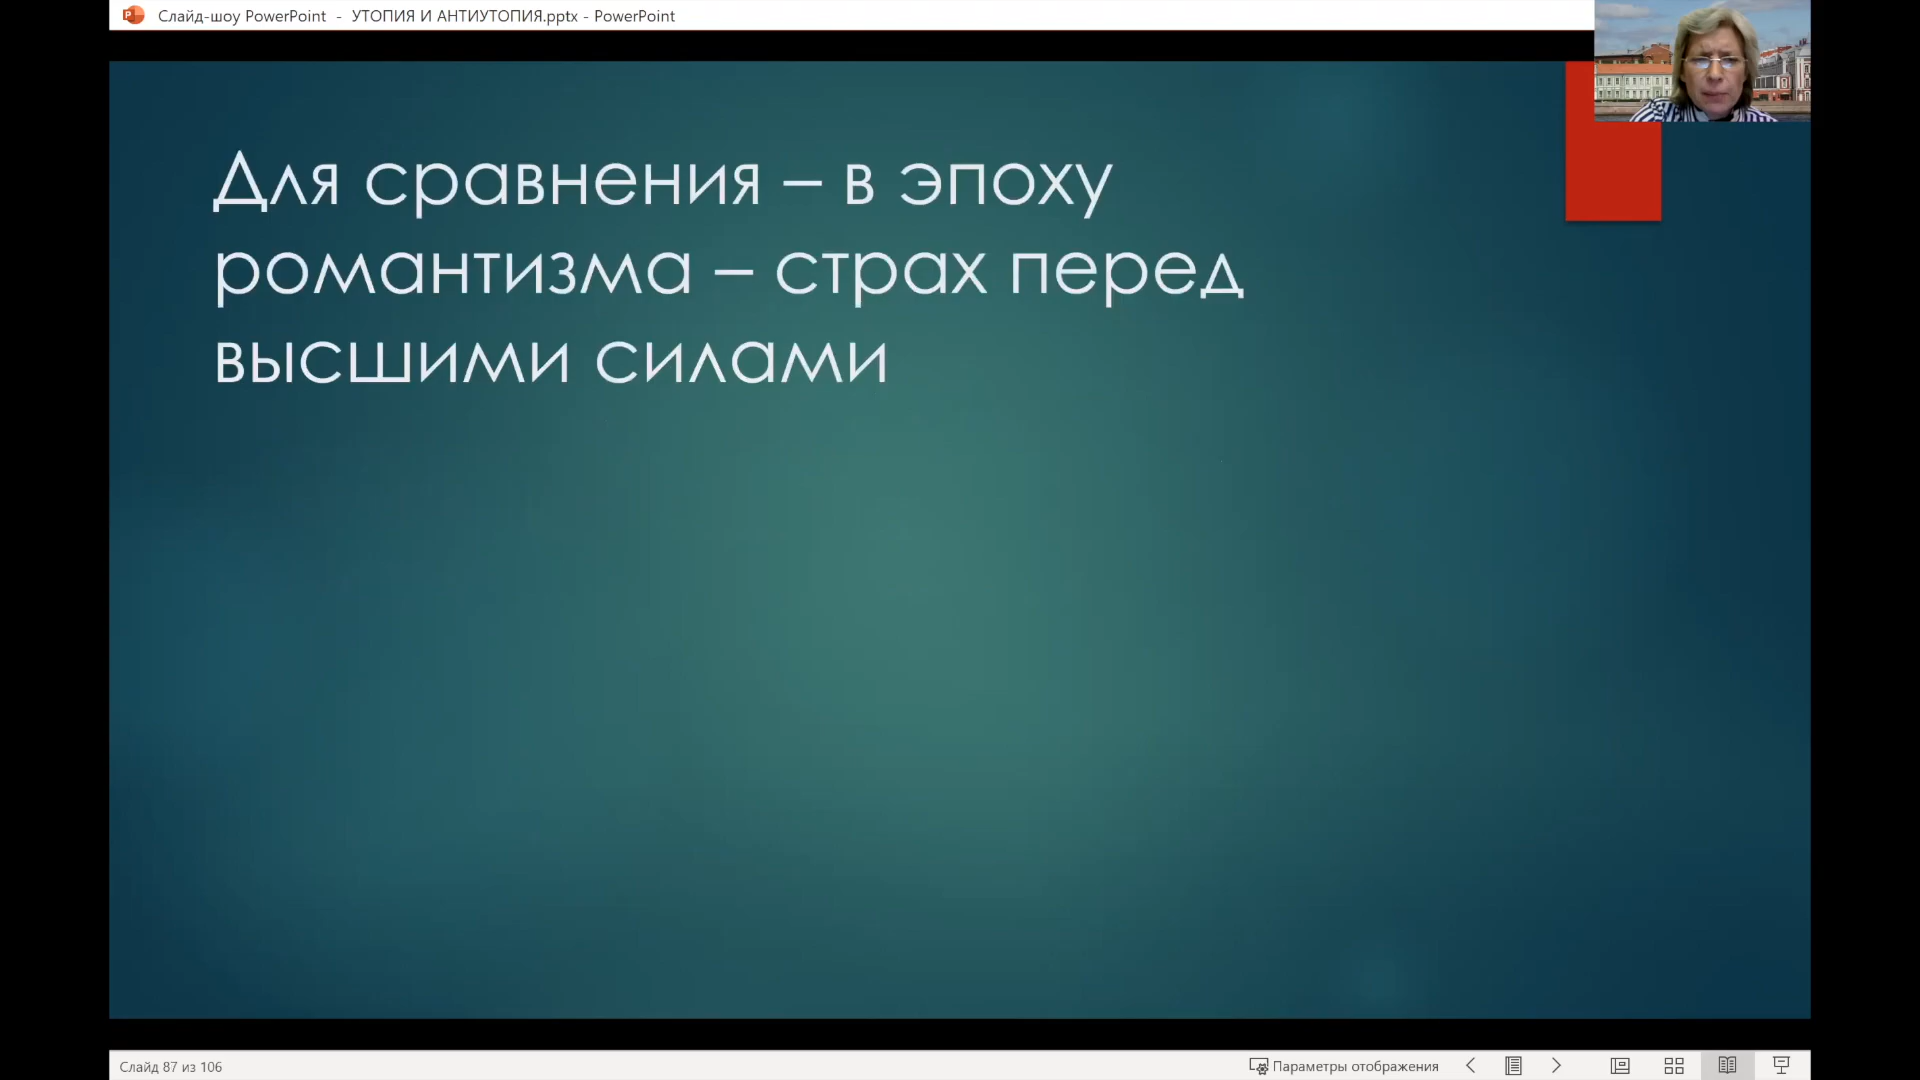 Слайд-шоу PowerPoint - УТОПИЯ И АНТИУТОПИЯ.pptx - PowerPoint
Для сравнения – в эпоху
романтизма – страх перед
высшими силами
Слайд 87 из 106
Параметры отображения